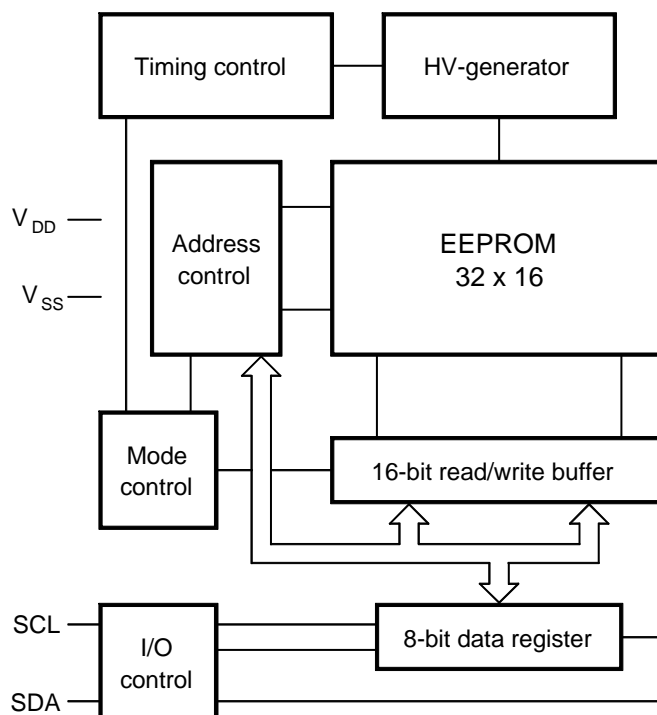 Timing control
HV-generator
V DD
V SS
Address
control
EEPROM
32 x 16
Mode
control
16-bit read/write buffer
SCL
SDA
I/O
control
8-bit data register